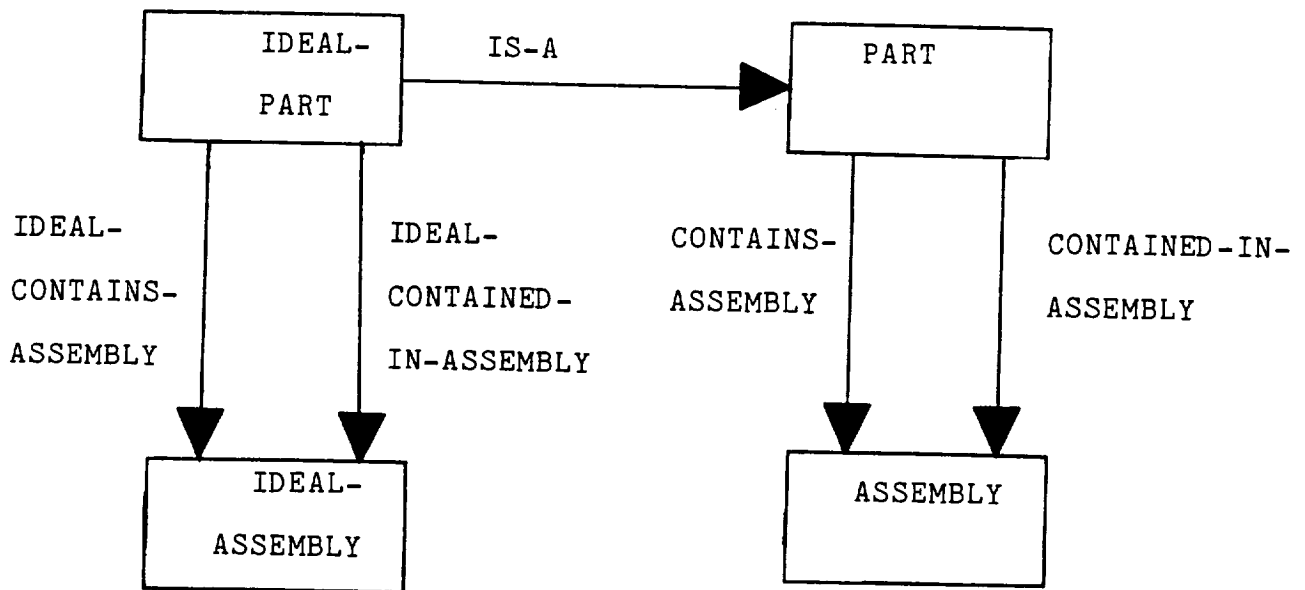 IDEAL-
PART
IS-A
PART
IDEAL-
CONTAINS-
ASSEMBLY
IDEAL-
CONTAINED-
IN-ASSEMBLY
CONTAINS-
ASSEMBLY
CONTAINED-IN-
ASSEMBLY
IDEAL-
ASSEMBLY
ASSEMBLY